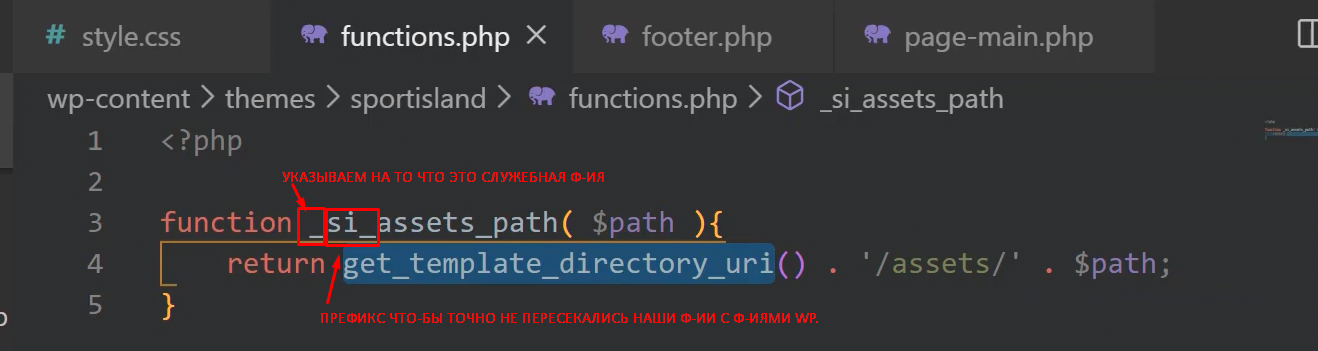 # style.css functions.php × footer.php page-main.php
wp-content > themes > sportisland > functions.php > _si_assets_path
1 <?php
УКАЗЫВАЕМ НА ТО ЧТО ЭТО СЛУЖЕБНАЛ Ф-ИЯ
2
3 function _si_assets_path( $path ){
4 return get_template_directory_uri() . '/assets/' . $path;
5 }
ПРЕФИКС ЧТО-БЫ ТОЧНО НЕ ПЕРЕСЕКАЛИСЬ НАШИ Ф-ИИ С Ф-ИЯМИ WP.